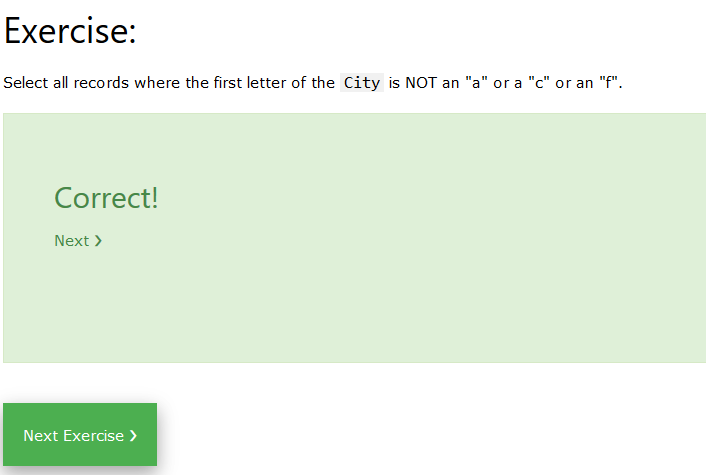 Exercise:
Select all records where the first letter of the City is NOT an "a" or a "c" or an "f".
Correct!
Next ❯
Next Exercise ❯